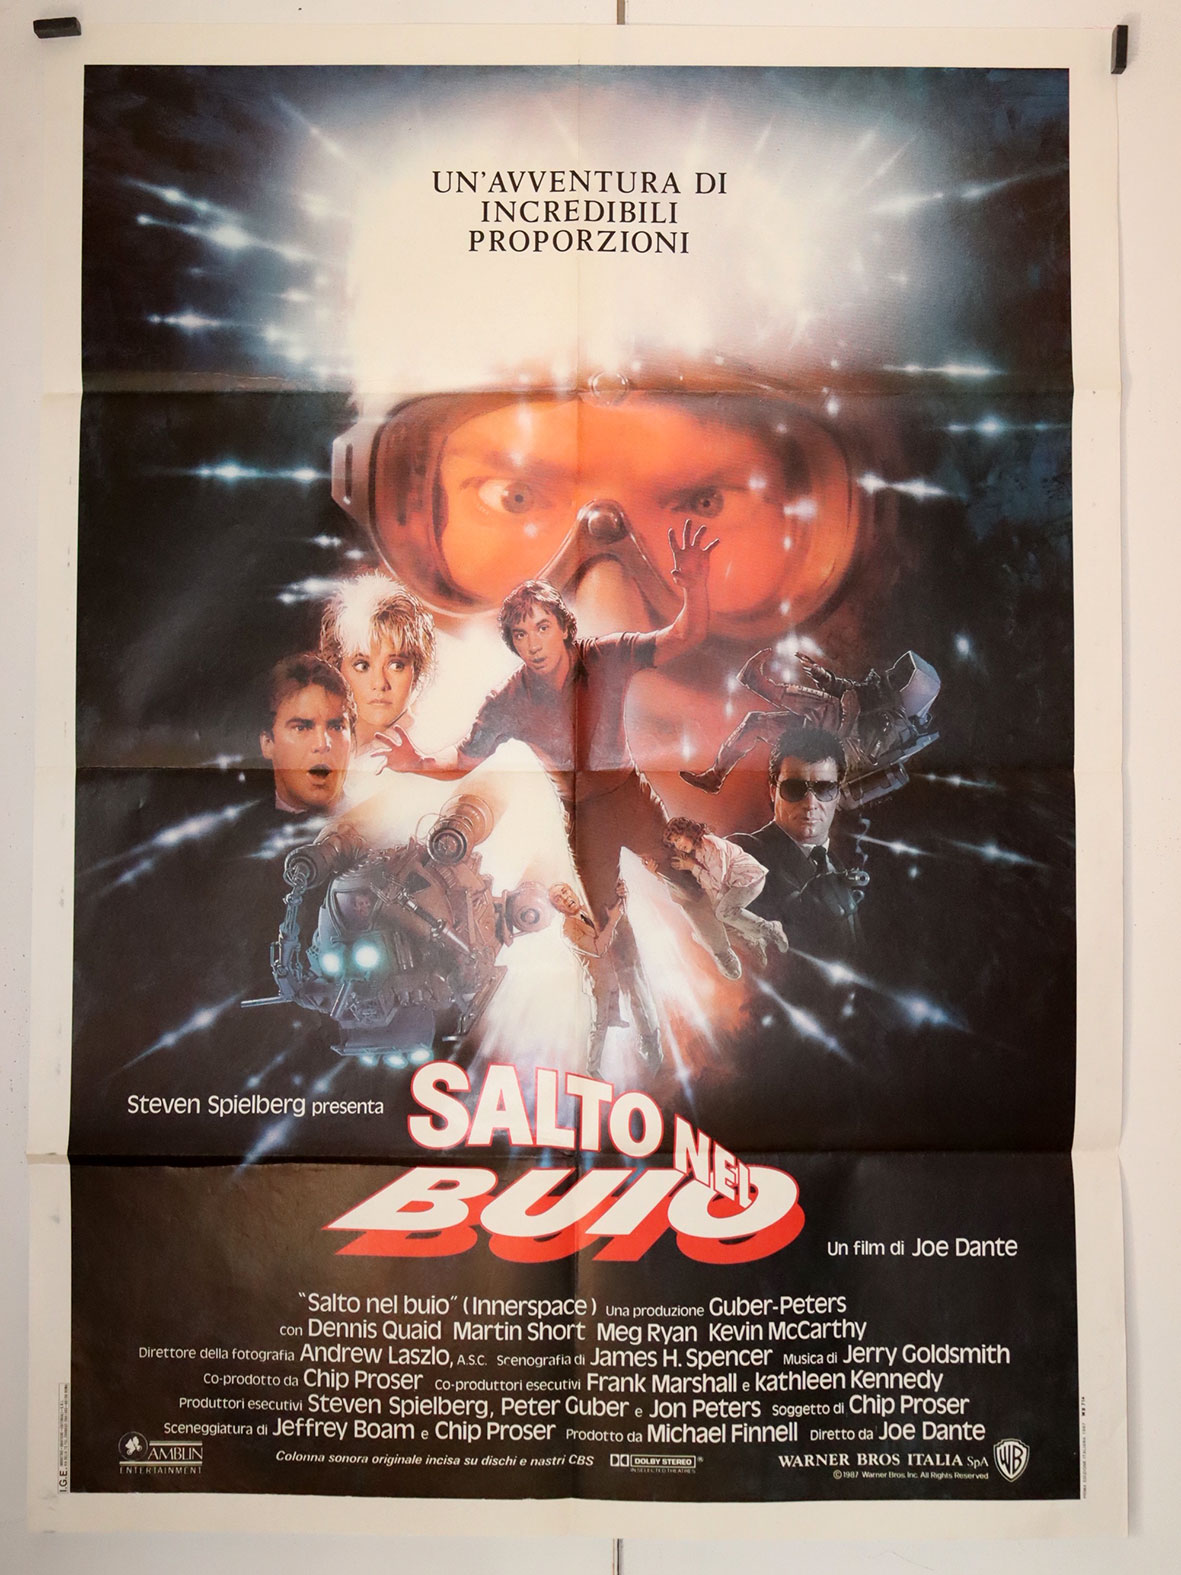 UN'AVVENTURA DI
INCREDIBILI
PROPORZIONI
Steven Spielberg presenta
SALTO NEL
BUIO
Un film di Joe Dante
"Salto nel buio" (Innerspace) Una produzione Guber-Peters
con Dennis Quaid Martin Short Meg Ryan Kevin McCarthy
Direttore della fotografia Andrew Laszlo, A.S.C. Scenografia di James H. Spencer Musica di Jerry Goldsmith
Co-prodotto da Chip Proser Co-produttori esecutivi Frank Marshall e Kathleen Kennedy
Produttori esecutivi Steven Spielberg, Peter Guber e Jon Peters Soggetto di Chip Proser
Sceneggiatura di Jeffrey Boam e Chip Proser Prodotto da Michael Finnell Diretto da Joe Dante
AMBLIN
ENTERTAINMENT
Colonna sonora originale incisa su dischi e nastri CBS
DOLBY STEREO ®
IN SELECTED THEATRES
WARNER BROS ITALIA SpA
©1987 Warner Bros. Inc. All Rights Reserved
WB
I.G.E.